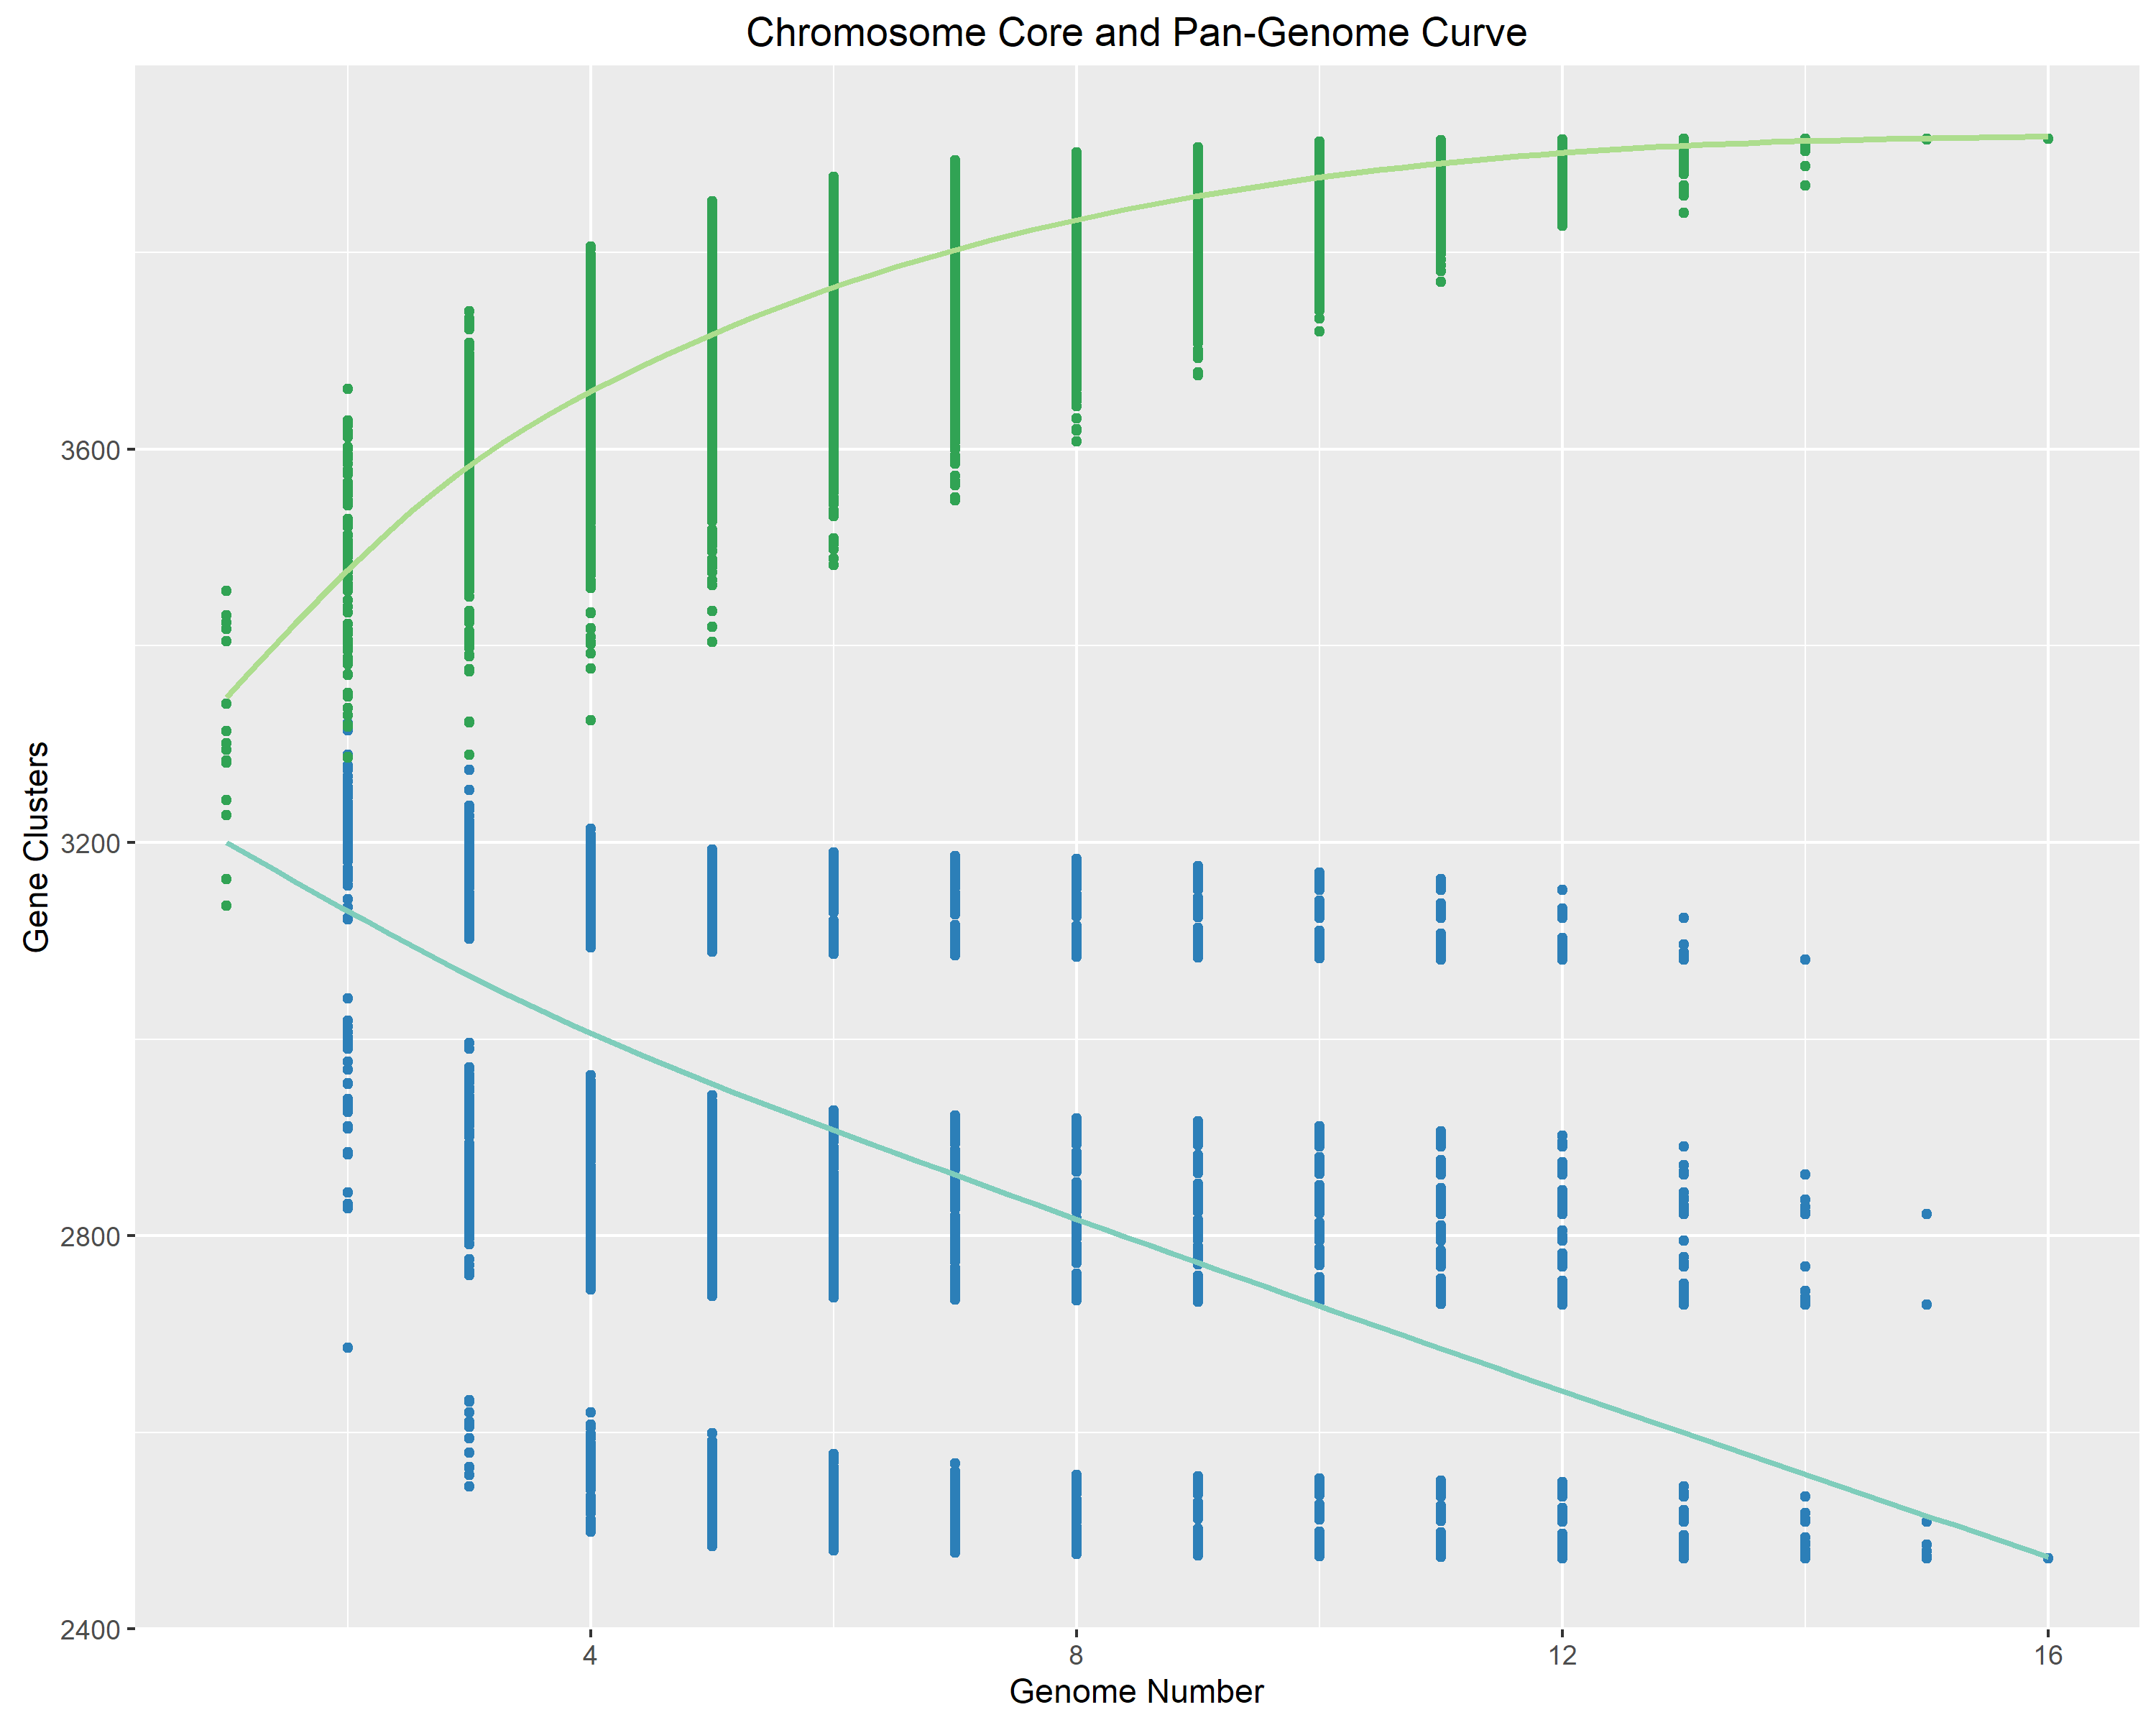 Chromosome Core and Pan-Genome Curve
Gene Clusters
3600
3200
2800
2400
4 8 12 16
Genome Number